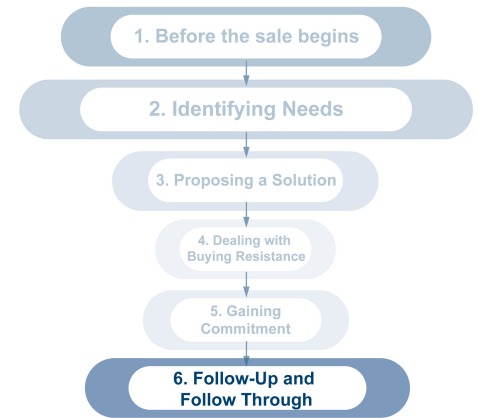 1. Before the sale begins
2. Identifying Needs
3. Proposing a Solution
4. Dealing with
Buying Resistance
5. Gaining
Commitment
6. Follow-Up and
Follow Through